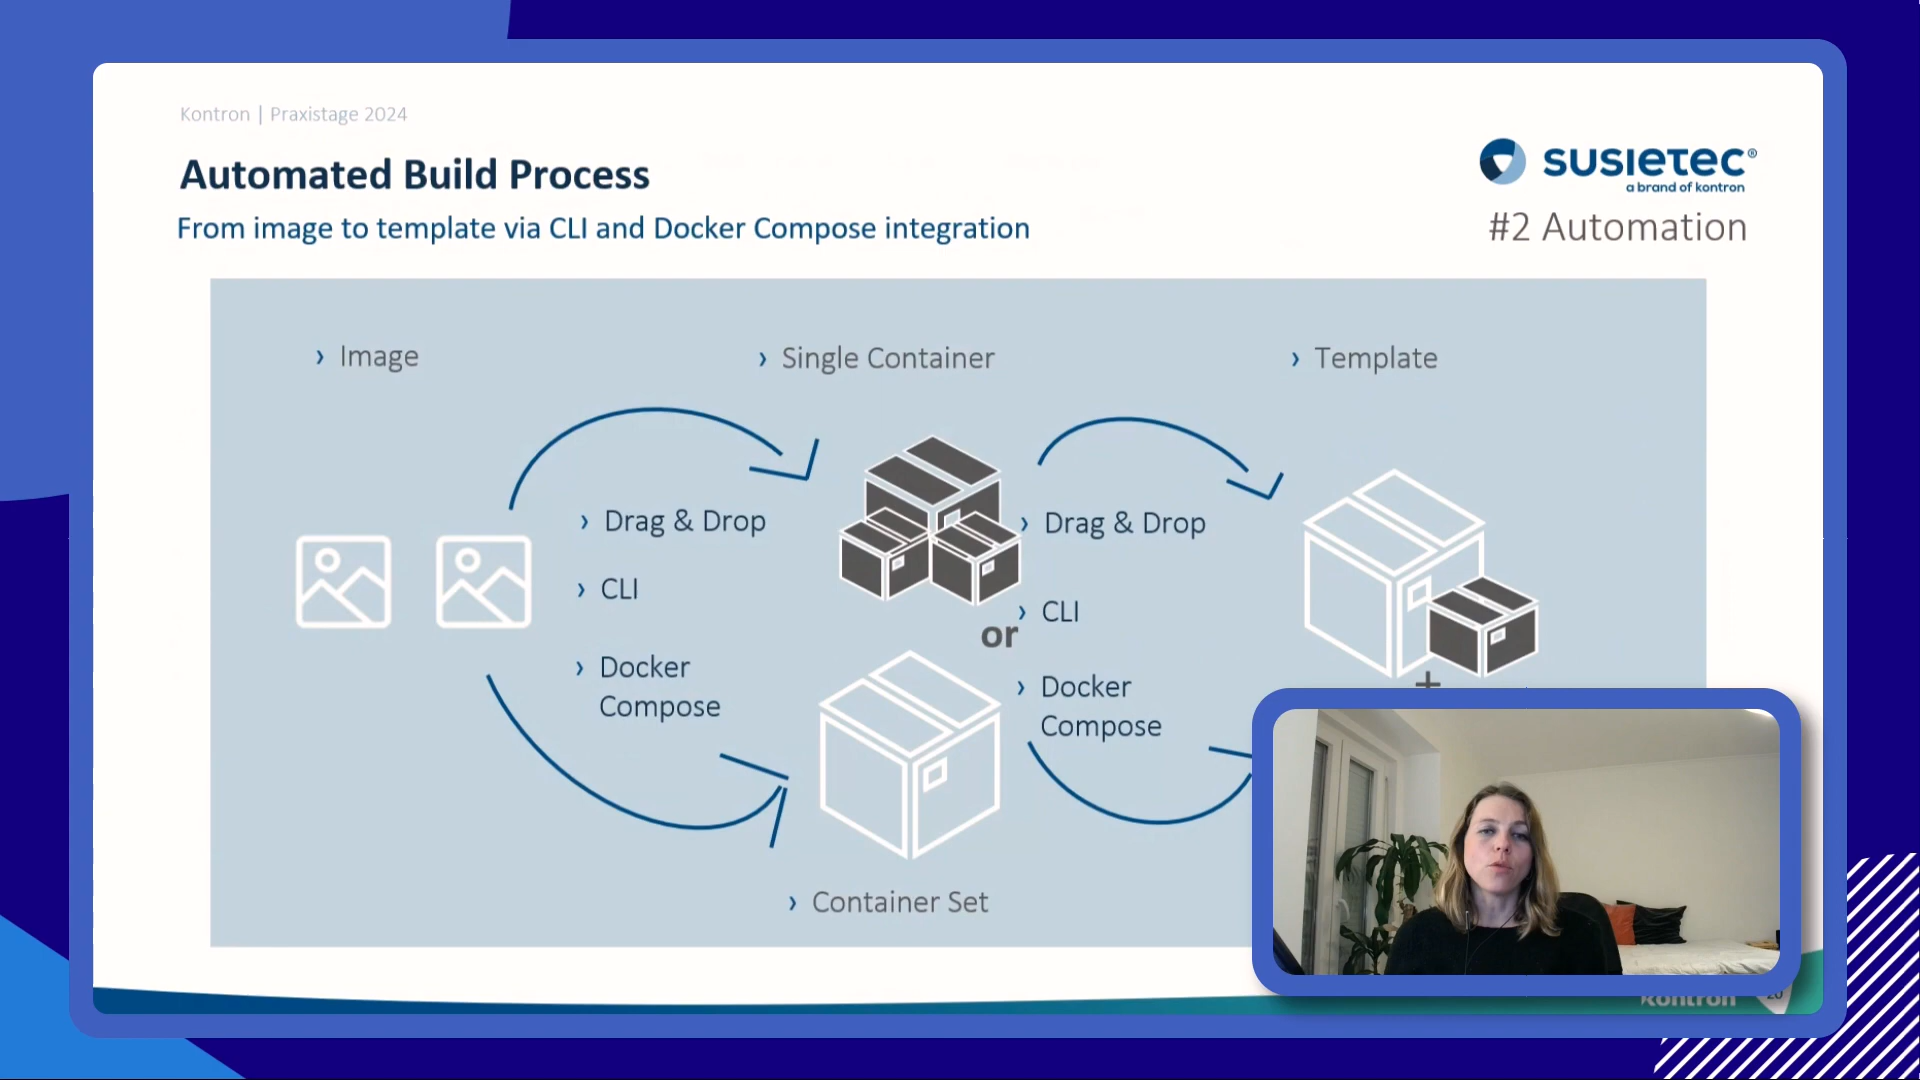 Kontron | Praxistage 2024
Automated Build Process
From image to template via CLI and Docker Compose integration
susietec®
a brand of kontron
#2 Automation
› Image
› Single Container
› Template
› Drag & Drop
› CLI
› Docker
Compose
› Drag & Drop
› CLI
or
› Docker
Compose
+
› Container Set
kontron
20